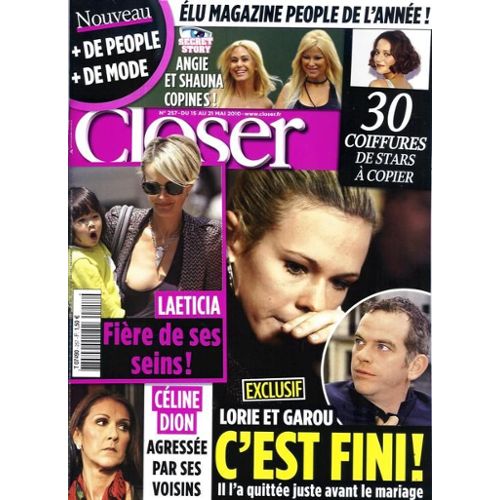 ÉLU MAGAZINE PEOPLE DE L'ANNÉE !
Nouveau
+ DE PEOPLE
+ DE MODE
SECRET
STORY
ANGIE
ET SHAUNA
COPINES !
N° 257 - DU 15 AU 21 MAI 2010 - www.closer.fr
Closer
30
COIFFURES
DE STARS
À COPIER
LAETICIA
Fière de ses
seins !
CÉLINE
DION
AGRESSÉE
PAR SES
VOISINS
EXCLUSIF
LORIE ET GAROU
C'EST FINI !
Il l'a quittée juste avant le mariage